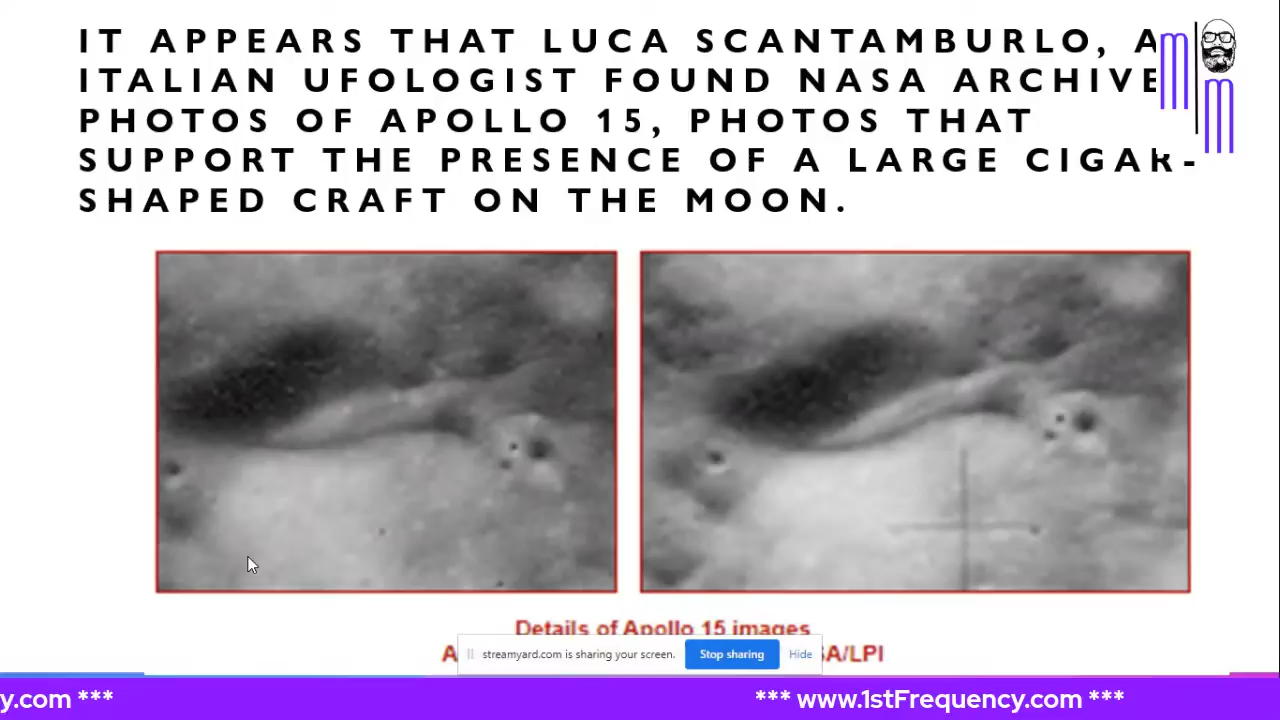 IT APPEARS THAT LUCA SCANTAMBURLO, A
ITALIAN UFOLOGIST FOUND NASA ARCHIVE
PHOTOS OF APOLLO 15, PHOTOS THAT
SUPPORT THE PRESENCE OF A LARGE CIGAR-
SHAPED CRAFT ON THE MOON.
Details of Apollo 15 images
A/LPI
streamyard.com is sharing your screen. Stop sharing Hide
y.com *** *** www.1stFrequency.com ***